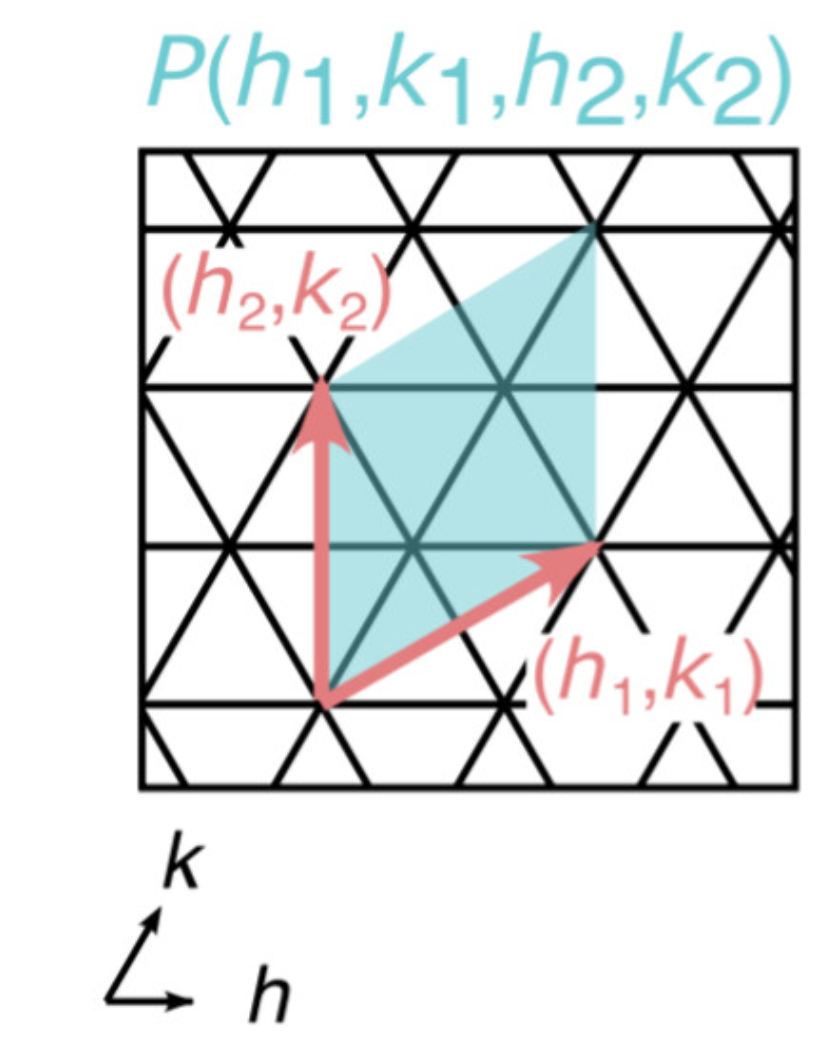 P(h1,k1,h2,k2)
(h2,k2)
(h1,k1)
k
h